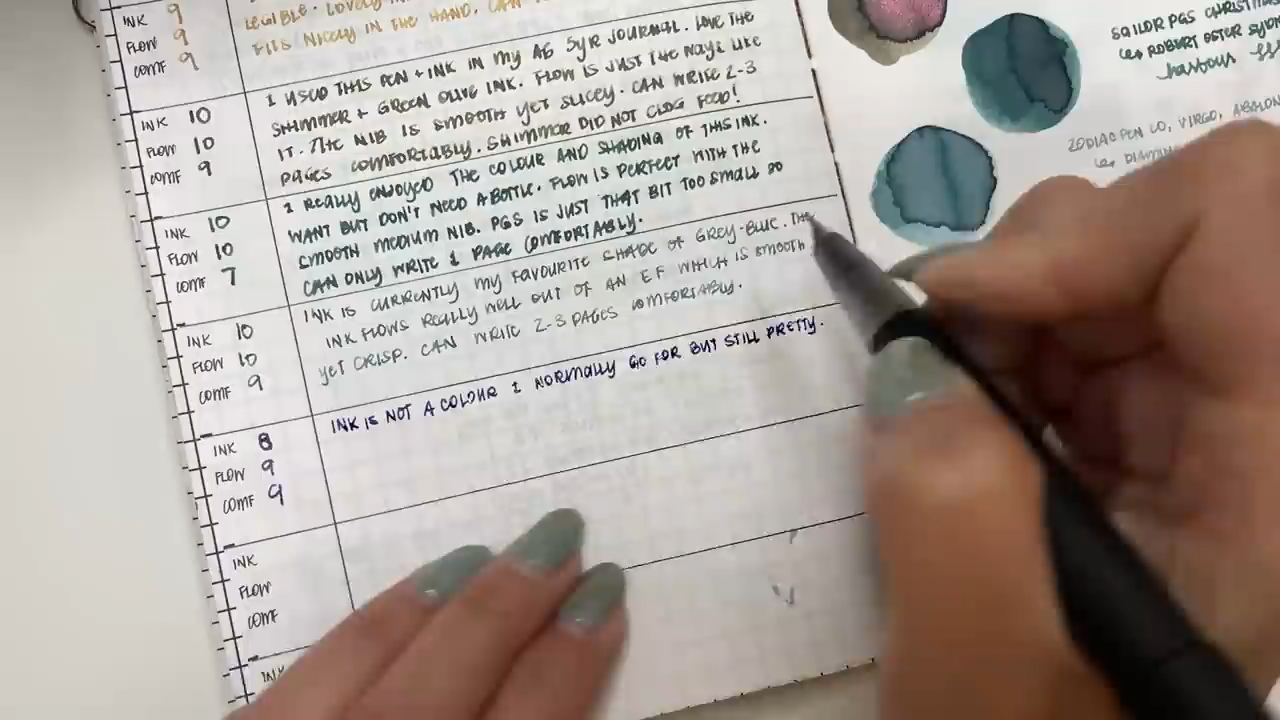 INK 9
FLOW 9
COMF 9
LEGIBLE. LOVELY
FITS NICELY IN THE HAND. CAN
INK 10
FLOW 10
COMF 9
I USED THIS PEN + INK IN MY A6 5YR JOURNAL. LOVE THE
SHIMMER + GREEN OLIVE INK. FLOW IS JUST THE WAY I LIKE
IT. THE NIB IS SMOOTH YET SLICEY. CAN WRITE 2-3
PAGES COMFORTABLY. SHIMMER DID NOT CLOG FEED!
INK 10
FLOW 10
COMF 7
I REALLY ENJOYED THE COLOUR AND SHADING OF THIS INK.
WANT BUT DON'T NEED A BOTTLE. FLOW IS PERFECT WITH THE
SMOOTH MEDIUM NIB. PGS IS JUST THAT BIT TOO SMALL SO
CAN ONLY WRITE 1 PAGE COMFORTABLY.
INK 10
FLOW 10
COMF 9
INK IS CURRENTLY MY FAVOURITE SHADE OF GREY-BLUE. THE
INK FLOWS REALLY WELL OUT OF AN EF WHICH IS SMOOTH
YET CRISP. CAN WRITE 2-3 PAGES COMFORTABLY.
INK 8
FLOW 9
COMF 9
INK IS NOT A COLOUR I NORMALLY GO FOR BUT STILL PRETTY.
INK
FLOW
COMF
SAILOR PGS
ROBERT OSTER
ZODIAC PEN CO, VIRGO,